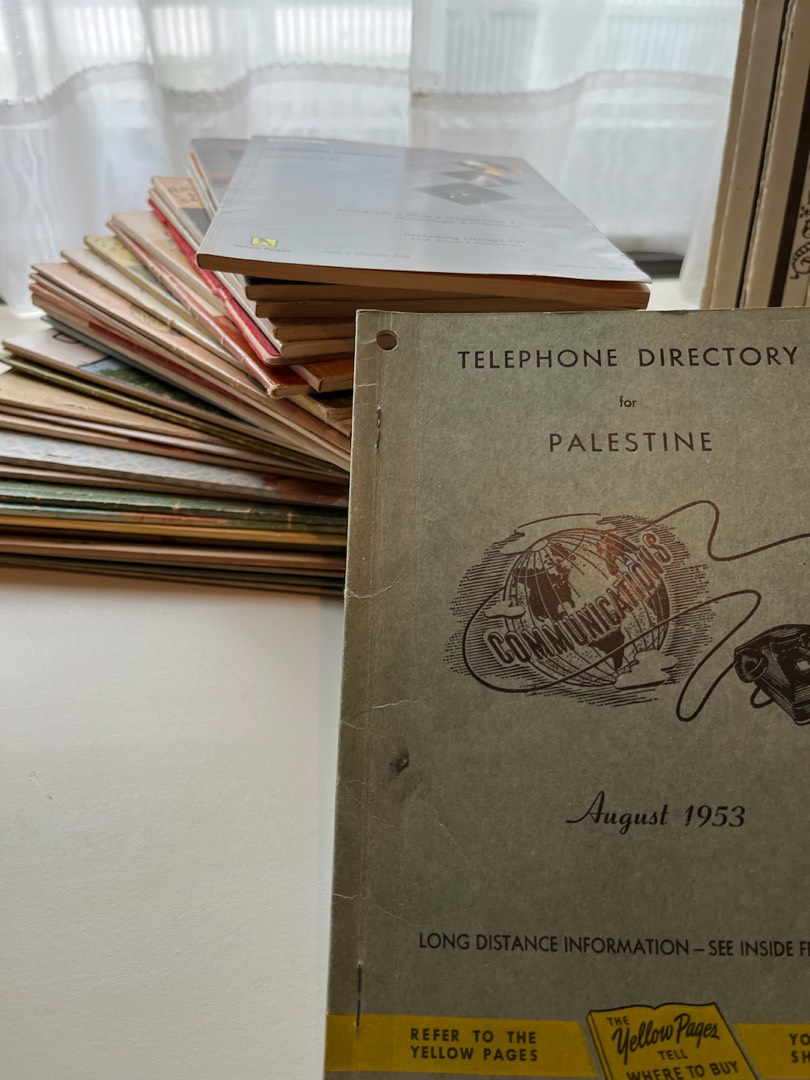 TELEPHONE DIRECTORY
for
PALESTINE
COMMUNICATIONS
August 1953
LONG DISTANCE INFORMATION – SEE INSIDE
REFER TO THE
YELLOW PAGES
THE
Yellow Pages
TELL
WHERE TO BUY
YO
SH